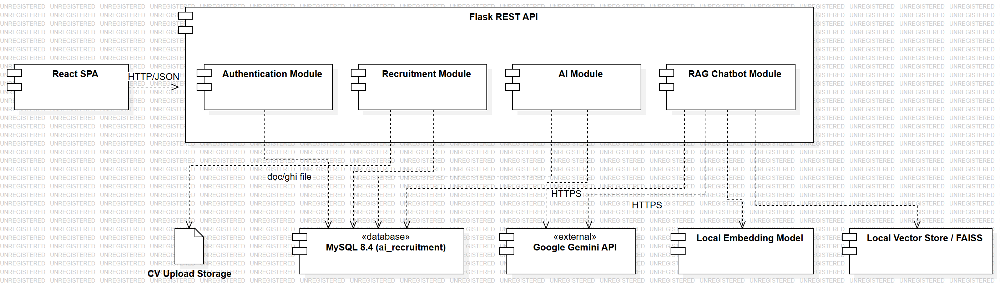 Flask REST API
React SPA
HTTP/JSON
Authentication Module
Recruitment Module
AI Module
RAG Chatbot Module
đọc/ghi file
HTTPS
HTTPS
CV Upload Storage
«database»
MySQL 8.4 (ai_recruitment)
«external»
Google Gemini API
Local Embedding Model
Local Vector Store / FAISS
UNREGISTERED